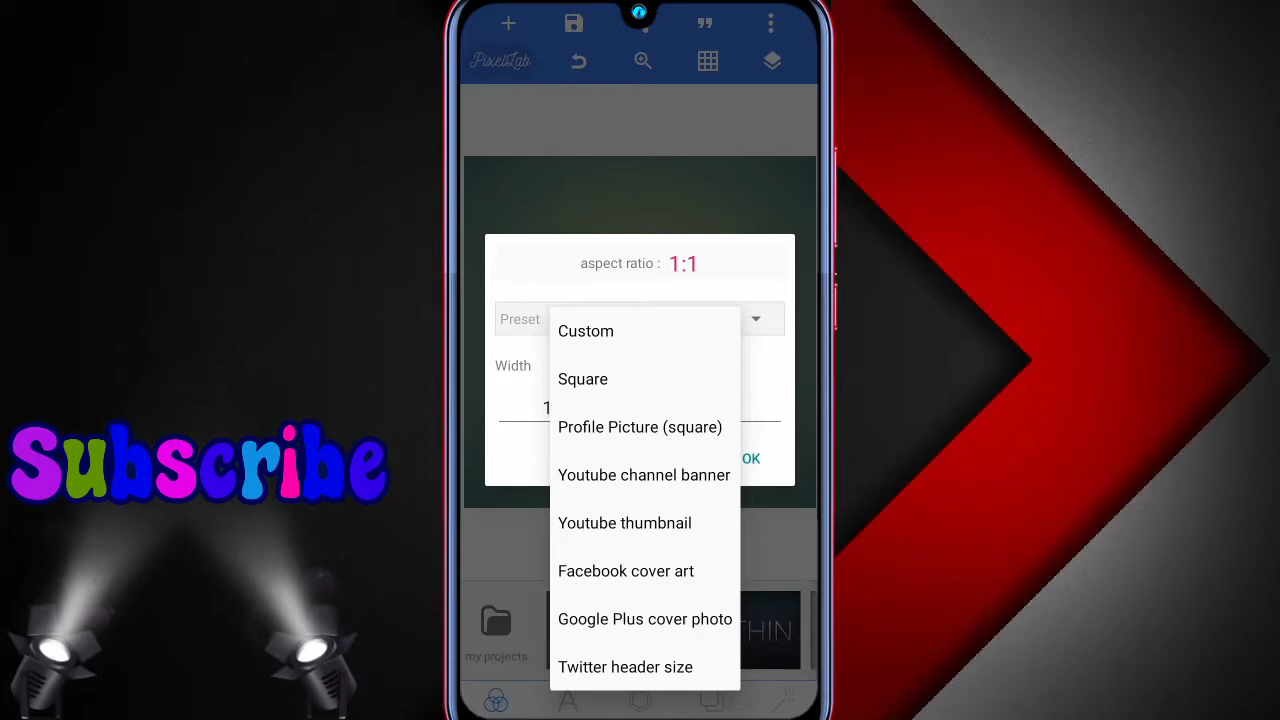 PixelLab
aspect ratio : 1:1
Preset
Custom
Width
Square
Profile Picture (square)
OK
Youtube channel banner
Subscribe
Youtube thumbnail
Facebook cover art
Google Plus cover photo
THIN
my projects
Twitter header size